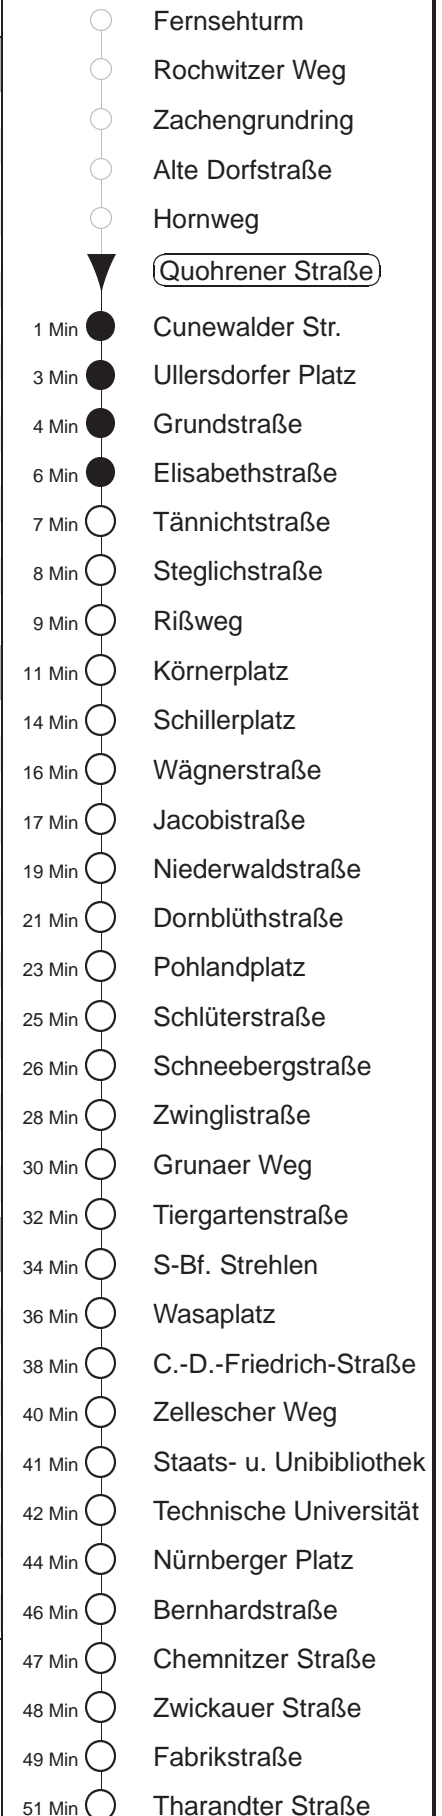 Fernsehturm
Rochwitzer Weg
Zachengrundring
Alte Dorfstraße
Hornweg
Quohrener Straße
1 Min Cunewalder Str.
3 Min Ullersdorfer Platz
4 Min Grundstraße
6 Min Elisabethstraße
7 Min Tännichtstraße
8 Min Steglichstraße
9 Min Rißweg
11 Min Körnerplatz
14 Min Schillerplatz
16 Min Wägnerstraße
17 Min Jacobistraße
19 Min Niederwaldstraße
21 Min Dornblüthstraße
23 Min Pohlandplatz
25 Min Schlüterstraße
26 Min Schneebergstraße
28 Min Zwinglistraße
30 Min Grunaer Weg
32 Min Tiergartenstraße
34 Min S-Bf. Strehlen
36 Min Wasaplatz
38 Min C.-D.-Friedrich-Straße
40 Min Zellescher Weg
41 Min Staats- u. Unibibliothek
42 Min Technische Universität
44 Min Nürnberger Platz
46 Min Bernhardstraße
47 Min Chemnitzer Straße
48 Min Zwickauer Straße
49 Min Fabrikstraße
51 Min Tharandter Straße